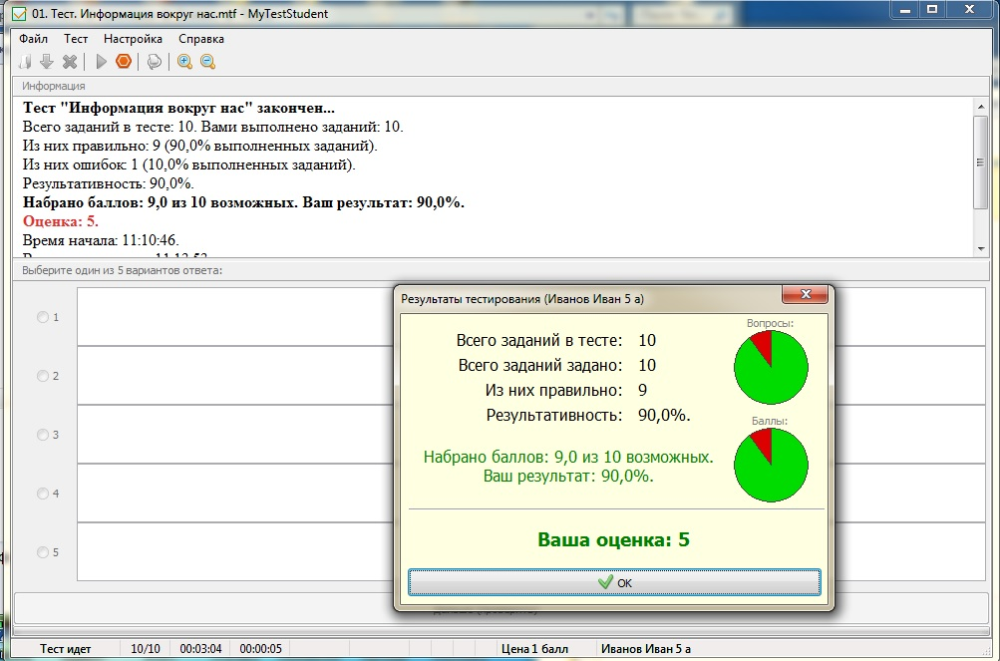 01. Тест. Информация вокруг нас.mtf - MyTestStudent
Файл Тест Настройка Справка
Информация
Тест "Информация вокруг нас" закончен...
Всего заданий в тесте: 10. Вами выполнено заданий: 10.
Из них правильно: 9 (90,0% выполненных заданий).
Из них ошибок: 1 (10,0% выполненных заданий).
Результативность: 90,0%.
Набрано баллов: 9,0 из 10 возможных. Ваш результат: 90,0%.
Оценка: 5.
Время начала: 11:10:46.
Выберите один из 5 вариантов ответа:
1
2
3
4
5
Результаты тестирования (Иванов Иван 5 а)
Всего заданий в тесте: 10
Всего заданий задано: 10
Из них правильно: 9
Результативность: 90,0%.
Вопросы:
Баллы:
Набрано баллов: 9,0 из 10 возможных.
Ваш результат: 90,0%.
Ваша оценка: 5
OK
Тест идет 10/10 00:03:04 00:00:05 Цена 1 балл Иванов Иван 5 а